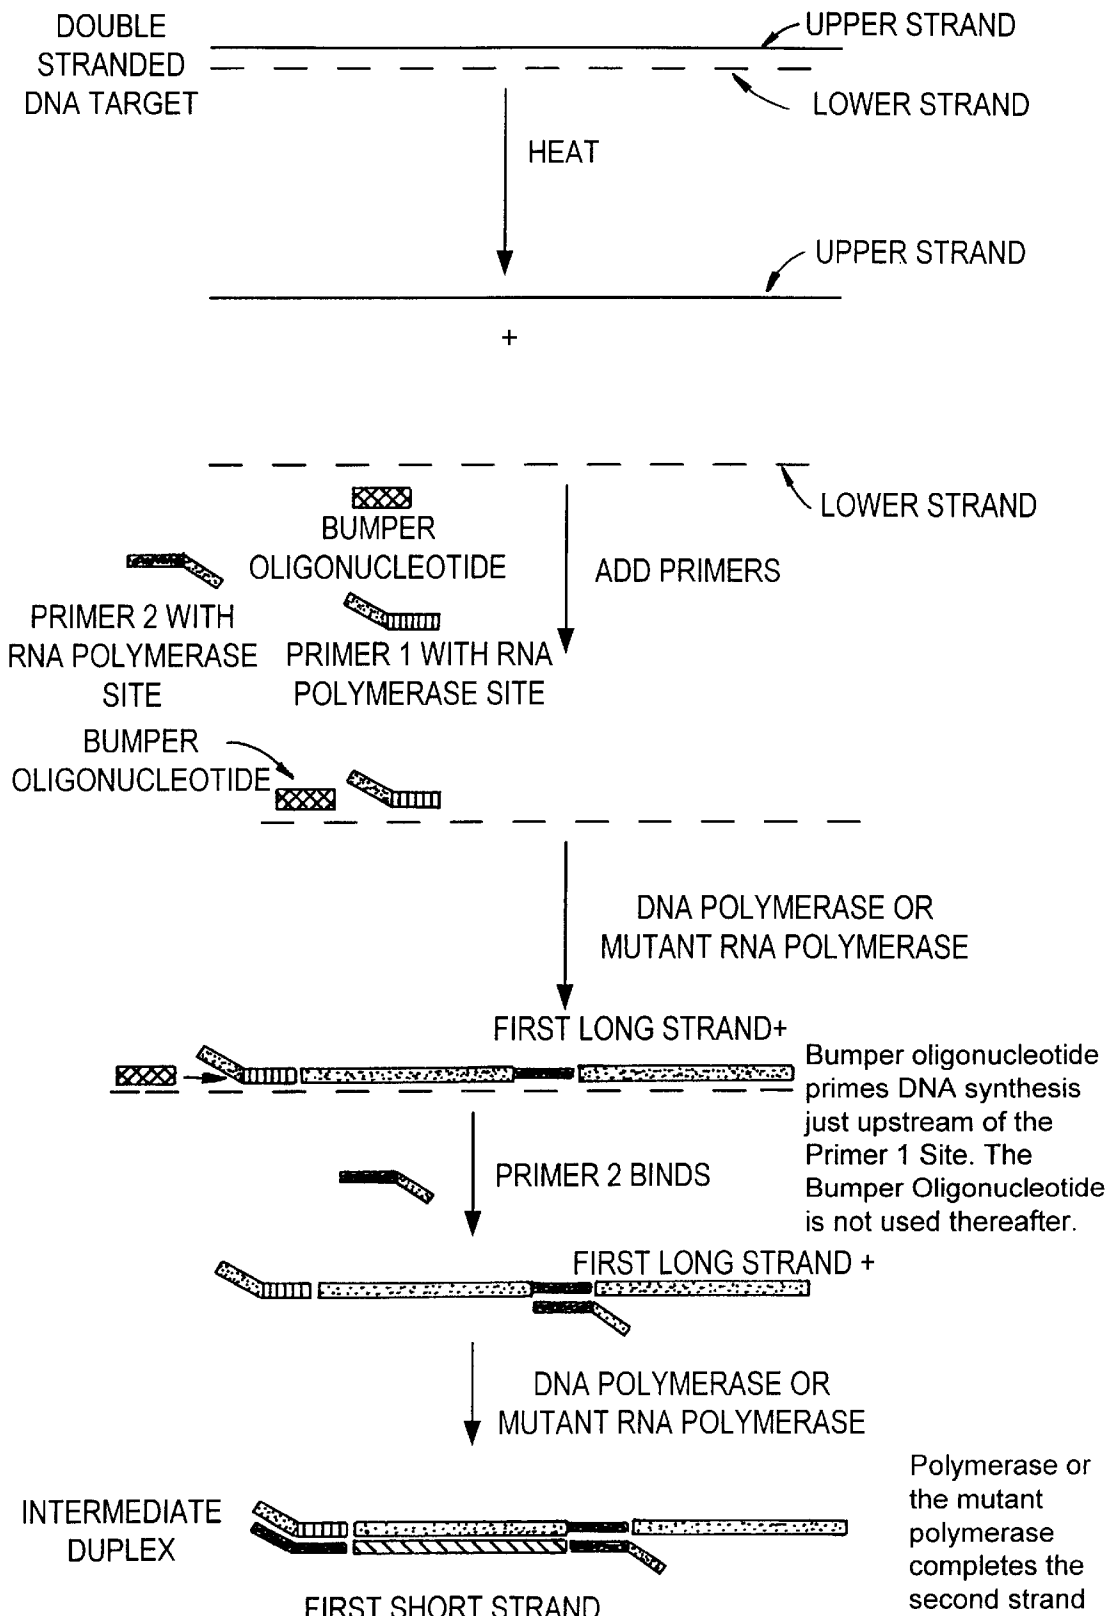 DOUBLE
STRANDED
DNA TARGET
UPPER STRAND
LOWER STRAND
HEAT
UPPER STRAND
+
LOWER STRAND
BUMPER
OLIGONUCLEOTIDE
ADD PRIMERS
PRIMER 2 WITH
RNA POLYMERASE
SITE
PRIMER 1 WITH RNA
POLYMERASE SITE
BUMPER
OLIGONUCLEOTIDE
DNA POLYMERASE OR
MUTANT RNA POLYMERASE
FIRST LONG STRAND+
Bumper oligonucleotide
primes DNA synthesis
just upstream of the
Primer 1 Site. The
Bumper Oligonucleotide
is not used thereafter.
PRIMER 2 BINDS
FIRST LONG STRAND +
DNA POLYMERASE OR
MUTANT RNA POLYMERASE
INTERMEDIATE
DUPLEX
Polymerase or
the mutant
polymerase
completes the
second strand
FIRST SHORT STRAND